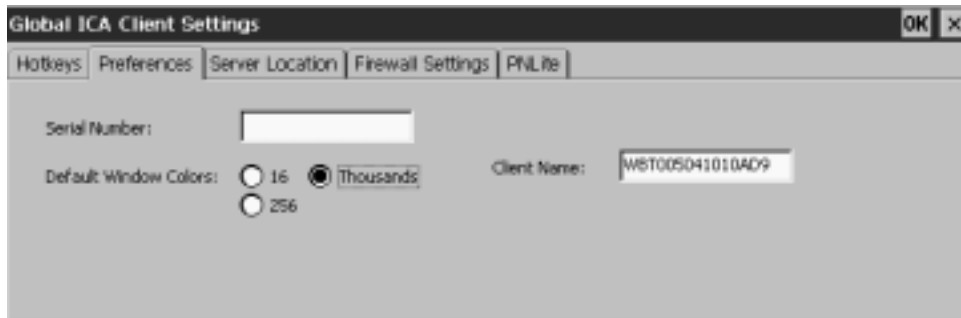 Global ICA Client Settings OK ×
Hotkeys Preferences Server Location Firewall Settings PNLite
Serial Number:
Default Window Colors: 16 Thousands Client Name: WBT005041010AD9
256